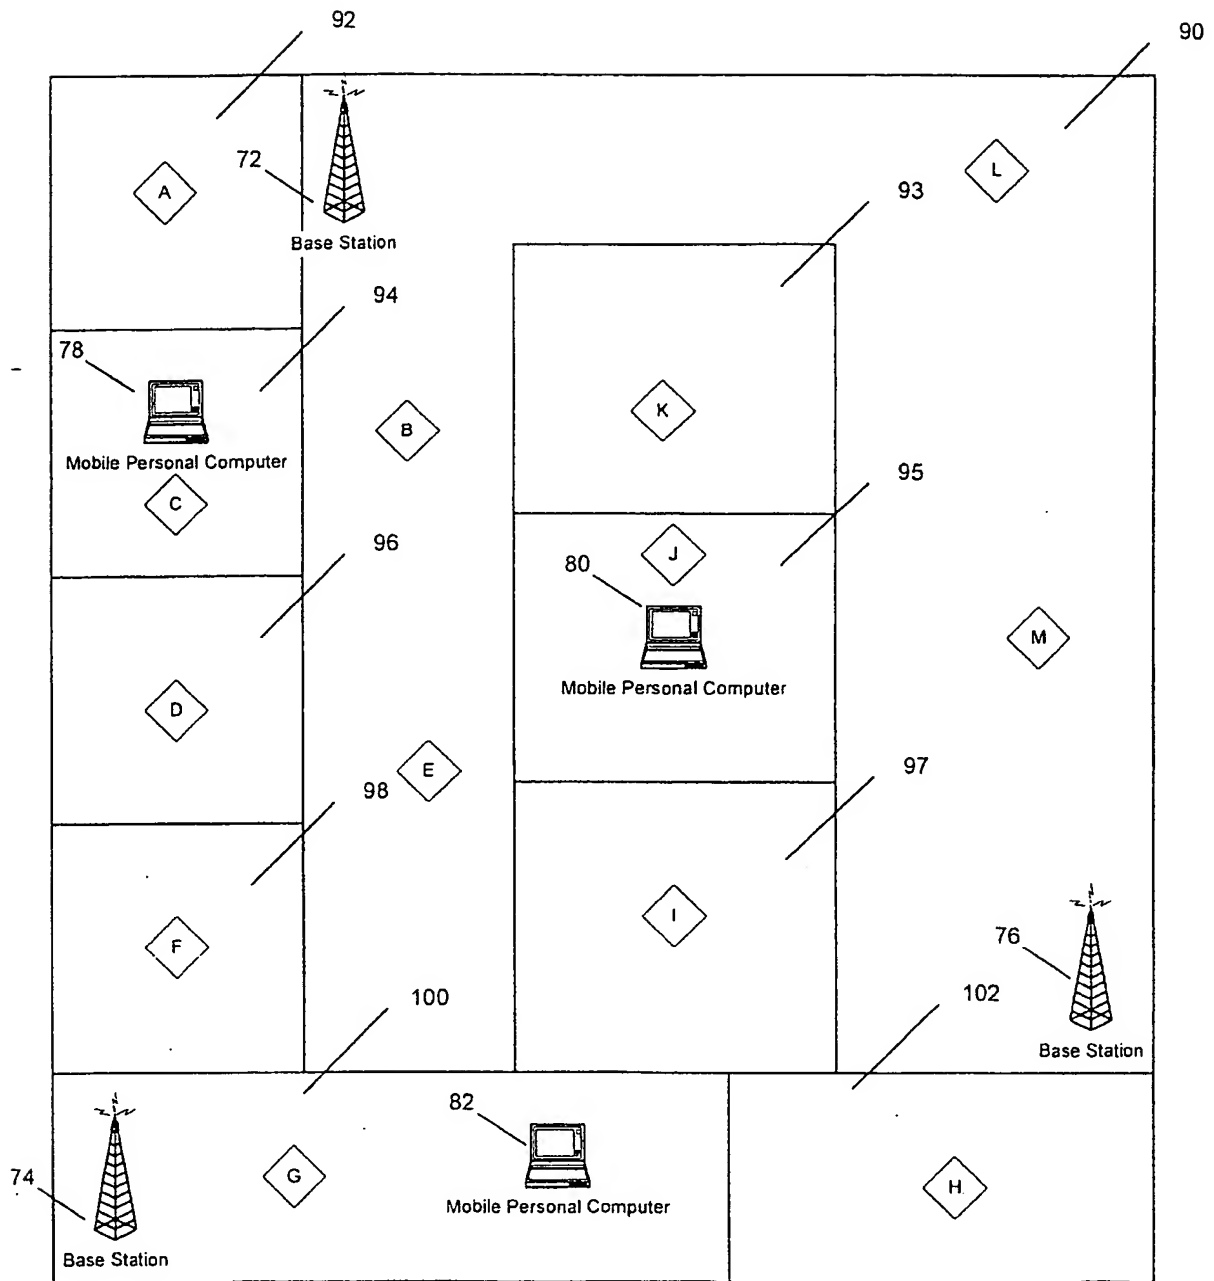 92
90
72
A
L
93
Base Station
94
78
K
B
Mobile Personal Computer
95
C
96
J
80
M
Mobile Personal Computer
D
97
E
98
I
F
76
100
102
Base Station
82
74
G
H
Mobile Personal Computer
Base Station